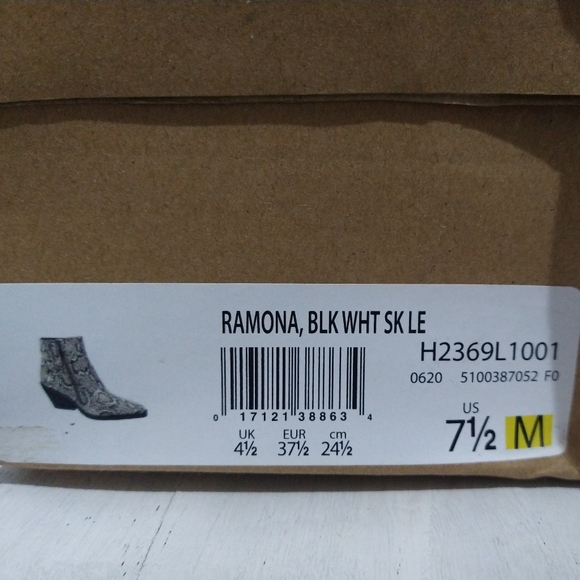 RAMONA, BLK WHT SK LE
H2369L1001
0620 5100387052 F0
0 17121 38863 4
US
7½ M
UK EUR cm
4½ 37½ 24½